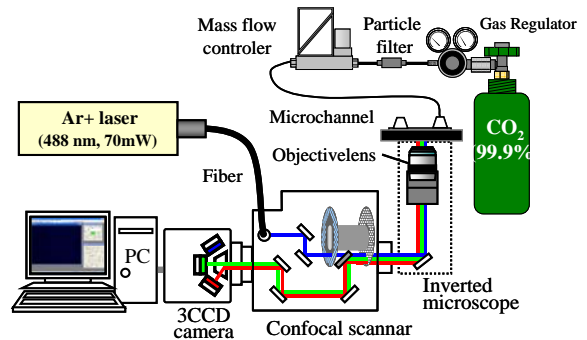 Mass flow
controler
Particle
filter
Gas Regulator
Ar+ laser
(488 nm, 70mW)
Microchannel
CO2
(99.9%)
Objectivelens
Fiber
PC
Inverted
microscope
3CCD
camera
Confocal scannar